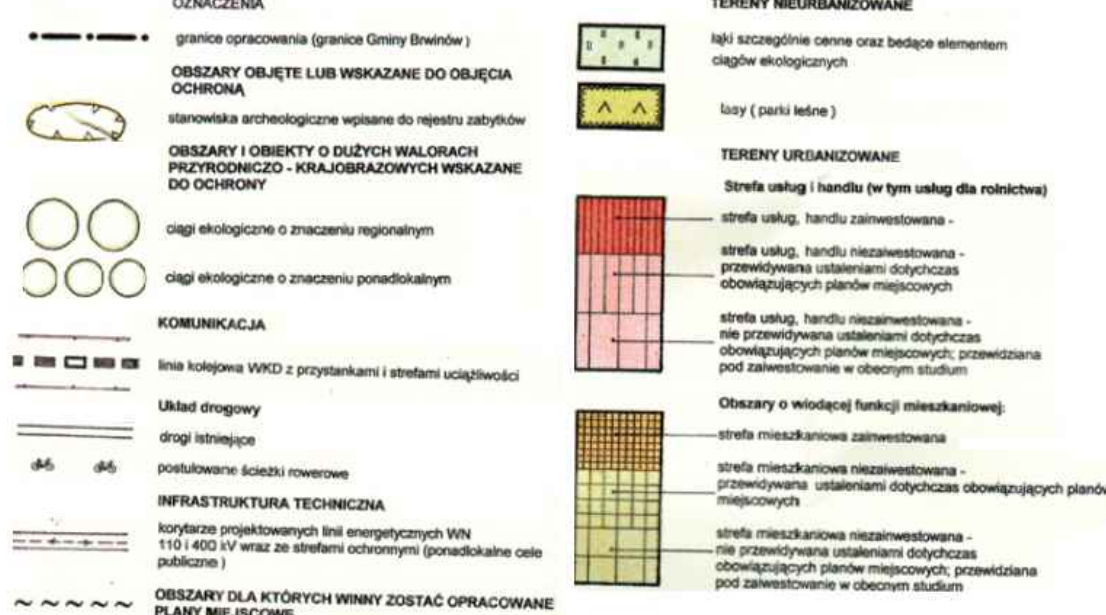 OZNACZENIA
granice opracowania (granice Gminy Brwinów )
OBSZARY OBJĘTE LUB WSKAZANE DO OBJĘCIA
OCHRONĄ
stanowiska archeologiczne wpisane do rejestru zabytków
OBSZARY I OBIEKTY O DUŻYCH WALORACH
PRZYRODNICZO - KRAJOBRAZOWYCH WSKAZANE
DO OCHRONY
ciągi ekologiczne o znaczeniu regionalnym
ciągi ekologiczne o znaczeniu ponadlokalnym
KOMUNIKACJA
linia kolejowa WKD z przystankami i strefami uciążliwości
Układ drogowy
drogi istniejące
postulowane ścieżki rowerowe
INFRASTRUKTURA TECHNICZNA
korytarze projektowanych linii energetycznych WN
110 i 400 kV wraz ze strefami ochronnymi (ponadlokalne cele
publiczne )
OBSZARY DLA KTÓRYCH WINNY ZOSTAĆ OPRACOWANE
PLANY MIEJSCOWE
TERENY NIEURBANIZOWANE
łąki szczególnie cenne oraz bedące elementem
ciągów ekologicznych
lasy ( parki leśne )
TERENY URBANIZOWANE
Strefa usług i handlu (w tym usług dla rolnictwa)
strefa usług, handlu zainwestowana -
strefa usług, handlu niezaiwestowana -
przewidywana ustaleniami dotychczas
obowiązujących planów miejscowych
strefa usług, handlu niezainwestowana -
nie przewidywana ustaleniami dotychczas
obowiązujących planów miejscowych; przewidziana
pod zaiwestowanie w obecnym studium
Obszary o wiodącej funkcji mieszkaniowej:
strefa mieszkaniowa zainwestowana
strefa mieszkaniowa niezaiwestowana -
przewidywana ustaleniami dotychczas obowiązujących planów
miejscowych
strefa mieszkaniowa niezainwestowana -
nie przewidywana ustaleniami dotychczas
obowiązujących planów miejscowych; przewidziana
pod zaiwestowanie w obecnym studium